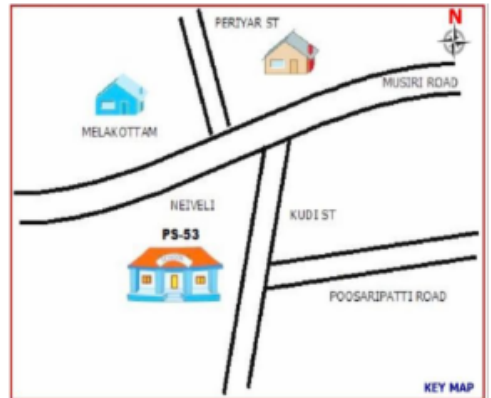 PERIYAR ST
N
MUSIRI ROAD
MELAKOTTAM
NEIVELI
KUDI ST
PS-53
POOSARIPATTI ROAD
KEY MAP